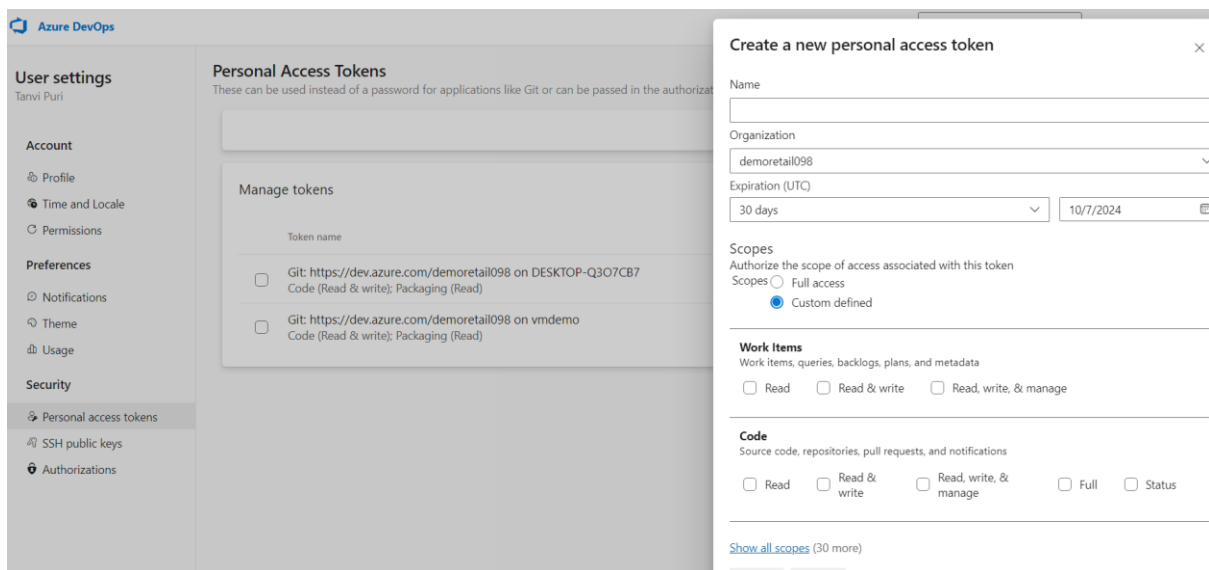 Azure DevOps
User settings
Tanvi Puri
Account
Profile
Time and Locale
Permissions
Preferences
Notifications
Theme
Usage
Security
Personal access tokens
SSH public keys
Authorizations
Personal Access Tokens
These can be used instead of a password for applications like Git or can be passed in the authorizat
Manage tokens
Token name
Git: https://dev.azure.com/demoretail098 on DESKTOP-Q3O7CB7
Code (Read & write); Packaging (Read)
Git: https://dev.azure.com/demoretail098 on vmdemo
Code (Read & write); Packaging (Read)
Create a new personal access token
Name
Organization
demoretail098
Expiration (UTC)
30 days 10/7/2024
Scopes
Authorize the scope of access associated with this token
Scopes Full access
Custom defined
Work Items
Work items, queries, backlogs, plans, and metadata
Read Read & write Read, write, & manage
Code
Source code, repositories, pull requests, and notifications
Read Read & write Read, write, & manage Full Status
Show all scopes (30 more)